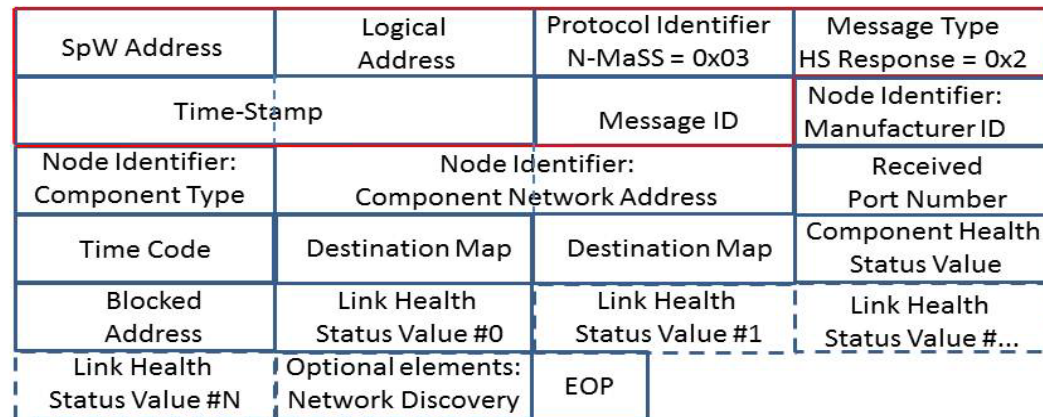 SpW Address
Logical
Address
Protocol Identifier
N-MaSS = 0x03
Message Type
HS Response = 0x2
Time-Stamp
Message ID
Node Identifier:
Manufacturer ID
Node Identifier:
Component Type
Node Identifier:
Component Network Address
Received
Port Number
Time Code
Destination Map
Destination Map
Component Health
Status Value
Blocked
Address
Link Health
Status Value #0
Link Health
Status Value #1
Link Health
Status Value #...
Link Health
Status Value #N
Optional elements:
Network Discovery
EOP